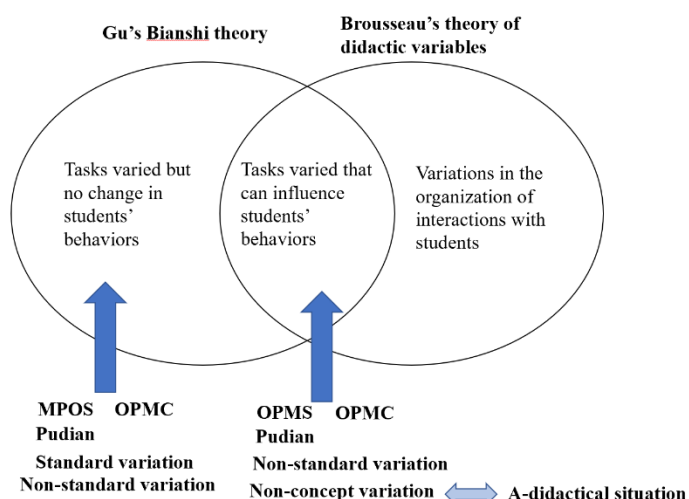 Gu's Bianshi theory
Brousseau's theory of
didactic variables
Tasks varied but
no change in
students'
behaviors
Tasks varied that
can influence
students'
behaviors
Variations in the
organization of
interactions with
students
MPOS OPMC
Pudian
Standard variation
Non-standard variation
OPMS OPMC
Pudian
Non-standard variation
Non-concept variation
A-didactical situation